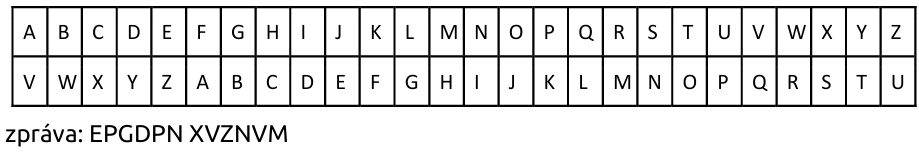 A B C D E F G H I J K L M N O P Q R S T U V W X Y Z
V W X Y Z A B C D E F G H I J K L M N O P Q R S T U
zpráva: EPGDPN XVZNVM